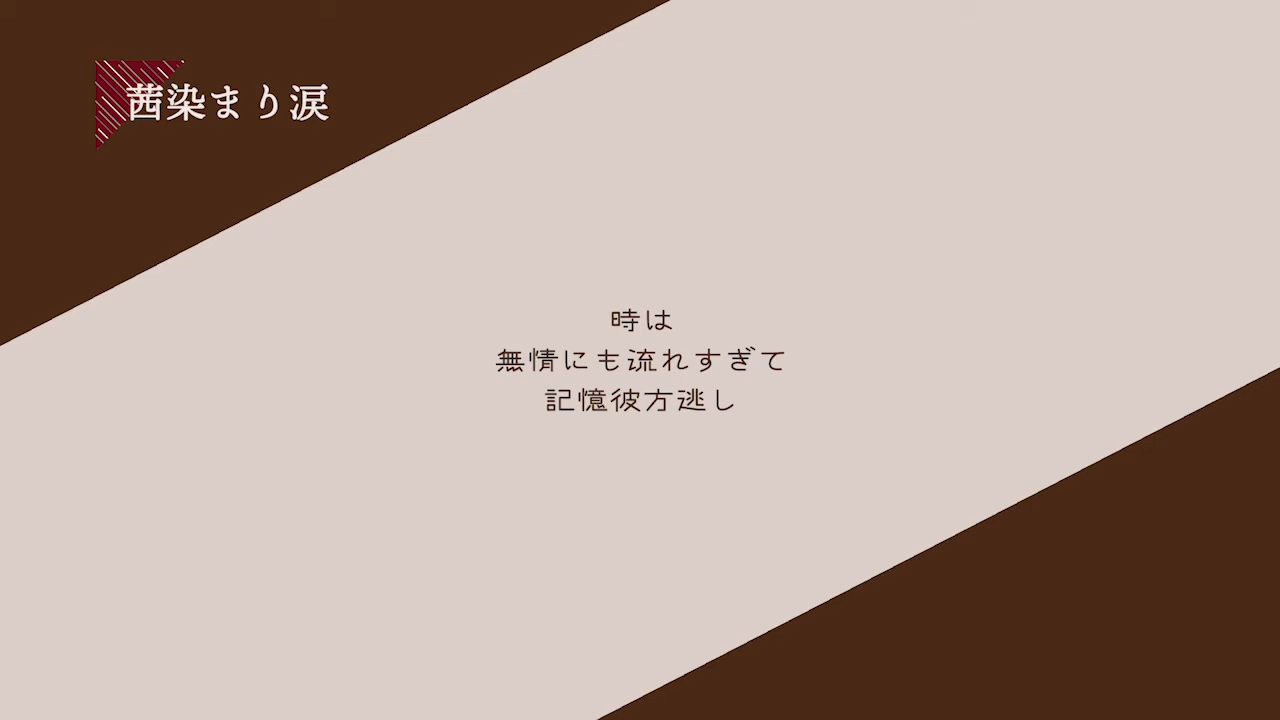 茜染まり涙
時は
無情にも流れすぎて
記憶彼方逃し